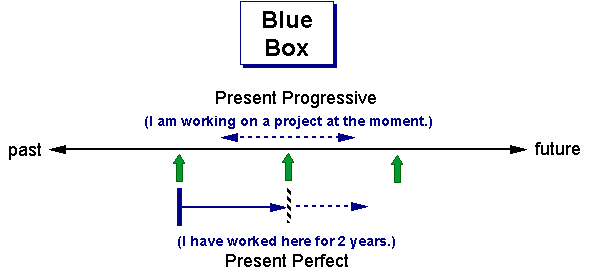 Blue
Box
Present Progressive
(I am working on a project at the moment.)
past
future
(I have worked here for 2 years.)
Present Perfect